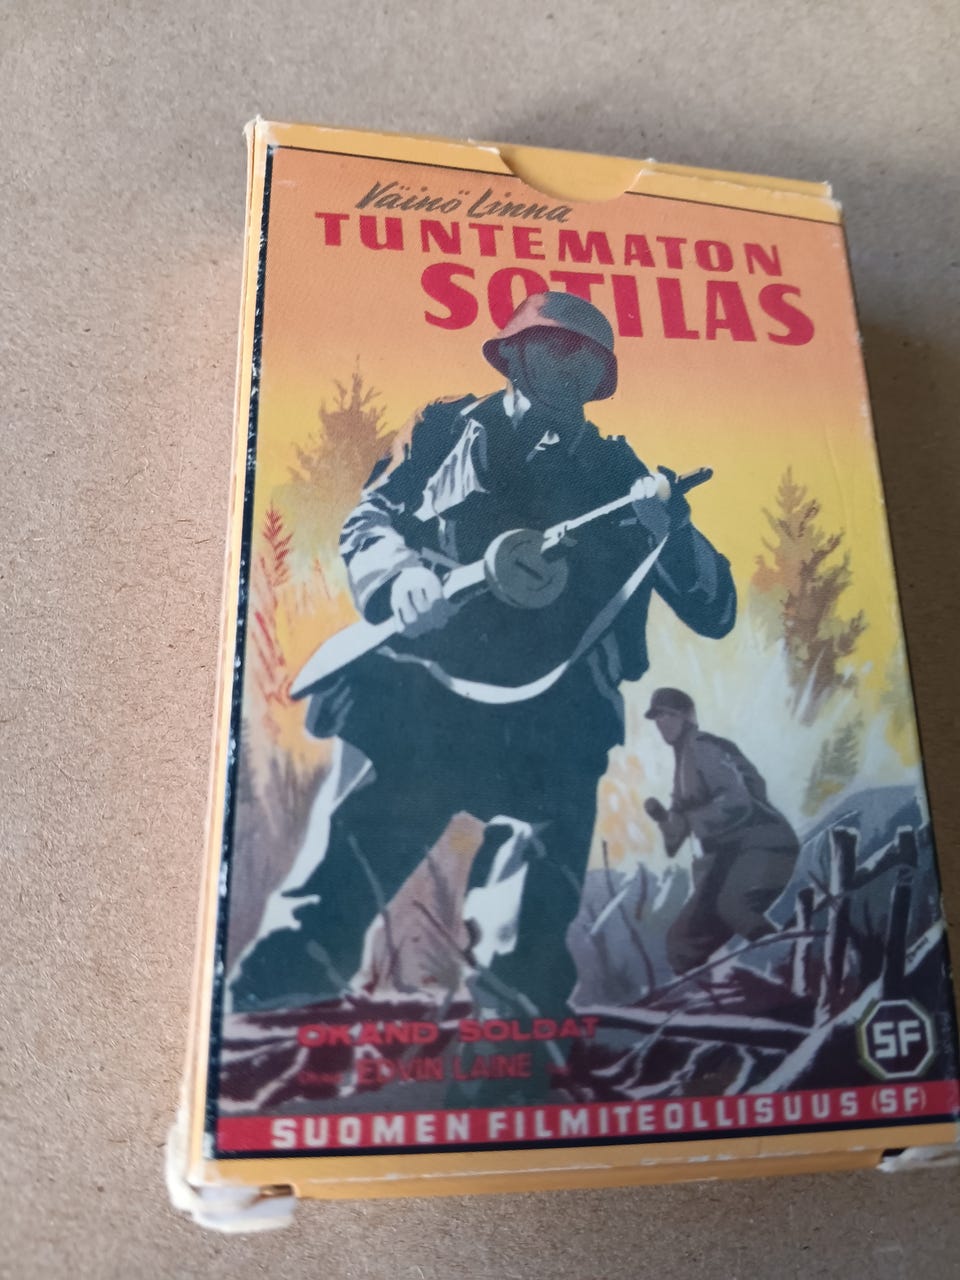 Väinö Linna
TUNTEMATON
SOTILAS
OKÄND SOLDAT
EDVIN LAINE
SF
SUOMEN FILMITEOLLISUUS (SF)